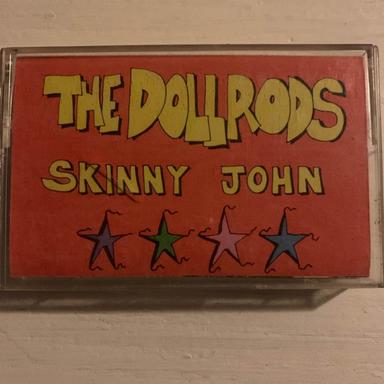 THE DOLLRODS
SKINNY JOHN